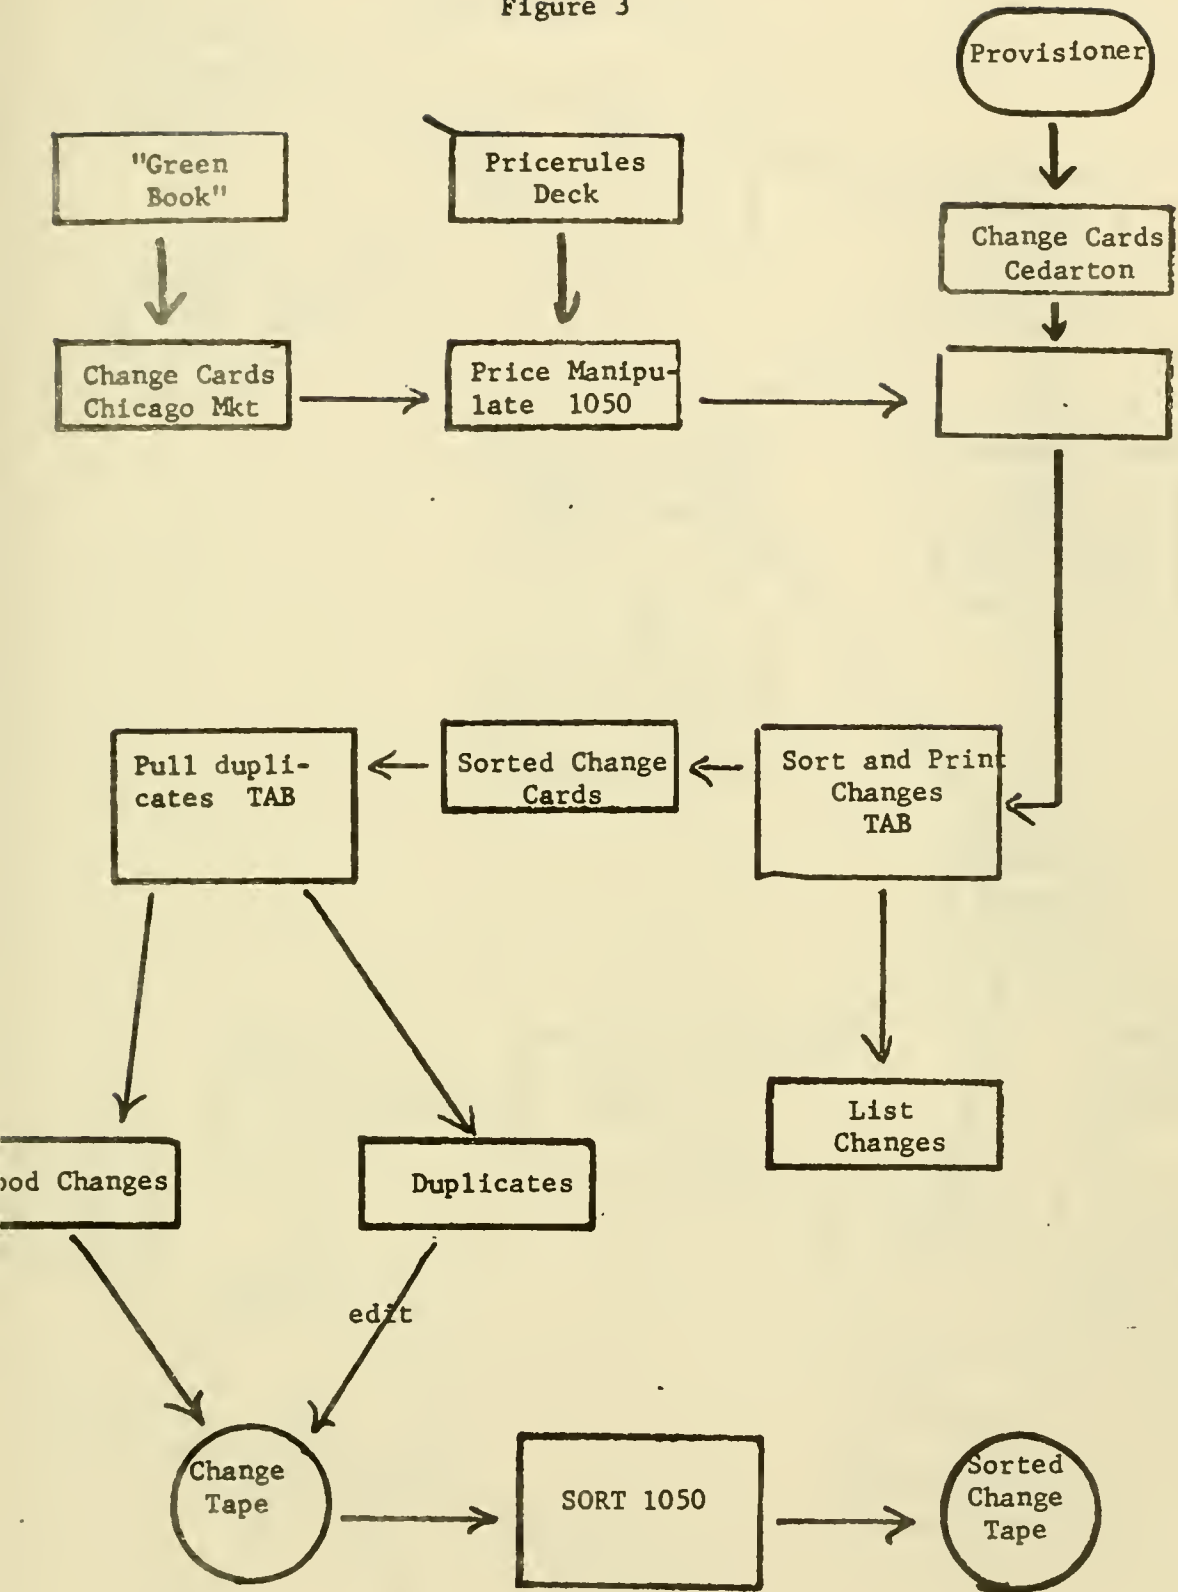 Figure 3
Provisioner
"Green
Book"
Pricerules
Deck
Change Cards
Cedarton
Change Cards
Chicago Mkt
Price Manipu-
late 1050
Pull dupli-
cates TAB
Sorted Change
Cards
Sort and Print
Changes
TAB
List
Changes
ood Changes
Duplicates
edit
Change
Tape
SORT 1050
Sorted
Change
Tape